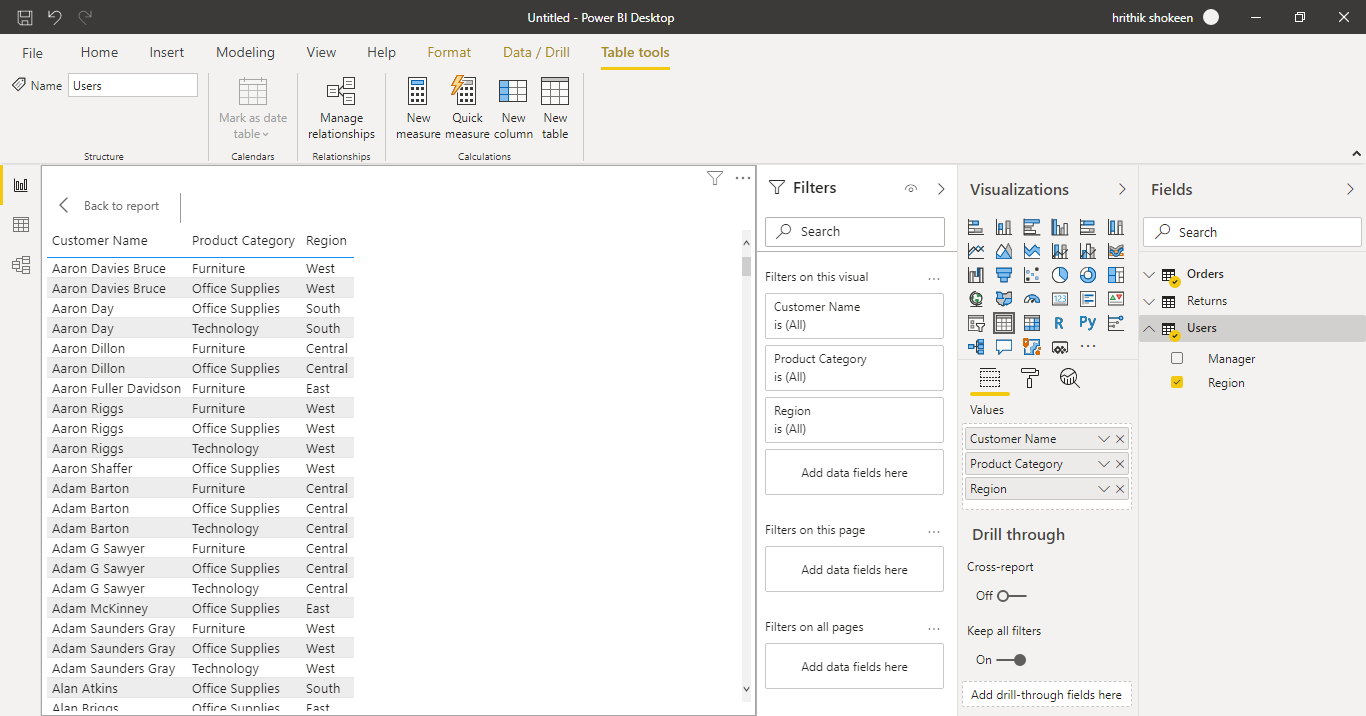 Untitled - Power BI Desktop
hrithik shokeen
File Home Insert Modeling View Help Format Data / Drill Table tools
Name Users
Mark as date table
Manage relationships
New measure
Quick measure
New column
New table
Structure Calendars Relationships Calculations
Back to report
Customer Name Product Category Region
Aaron Davies Bruce Furniture West
Aaron Davies Bruce Office Supplies West
Aaron Day Office Supplies South
Aaron Day Technology South
Aaron Dillon Furniture Central
Aaron Dillon Office Supplies Central
Aaron Fuller Davidson Furniture East
Aaron Riggs Furniture West
Aaron Riggs Office Supplies West
Aaron Riggs Technology West
Aaron Shaffer Office Supplies West
Adam Barton Furniture Central
Adam Barton Office Supplies Central
Adam Barton Technology Central
Adam G Sawyer Furniture Central
Adam G Sawyer Office Supplies Central
Adam G Sawyer Technology Central
Adam McKinney Office Supplies East
Adam Saunders Gray Furniture West
Adam Saunders Gray Office Supplies West
Adam Saunders Gray Technology West
Alan Atkins Office Supplies South
Alan Briggs Office Supplies East
Filters
Search
Filters on this visual ...
Customer Name
is (All)
Product Category
is (All)
Region
is (All)
Add data fields here
Filters on this page ...
Add data fields here
Filters on all pages ...
Add data fields here
Visualizations
123
R Py
...
Values
Customer Name
Product Category
Region
Drill through
Cross-report
Off
Keep all filters
On
Add drill-through fields here
Fields
Search
Orders
Returns
Users
Manager
Region